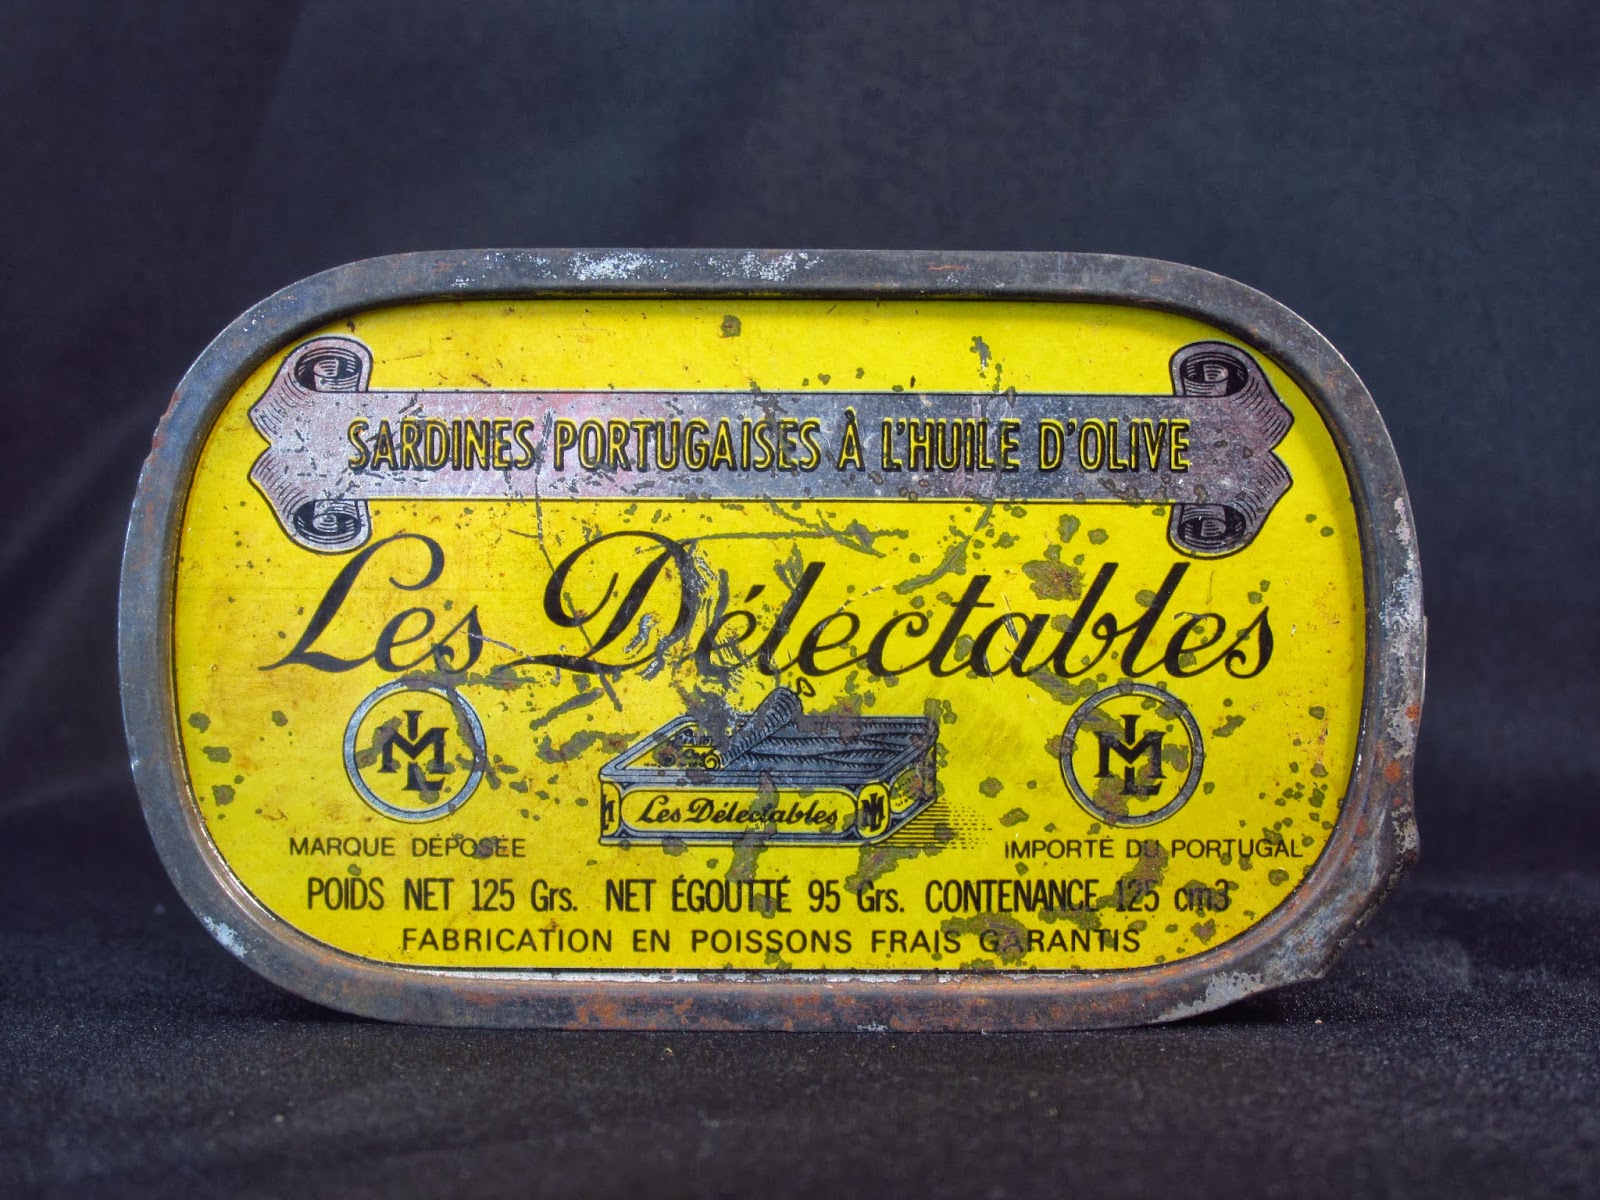 SARDINES PORTUGAISES À L'HUILE D'OLIVE
Les Délectables
Les Délectables
MARQUE DÉPOSÉE
IMPORTÉ DU PORTUGAL
POIDS NET 125 Grs. NET ÉGOUTTÉ 95 Grs. CONTENANCE 125 cm3
FABRICATION EN POISSONS FRAIS GARANTIS